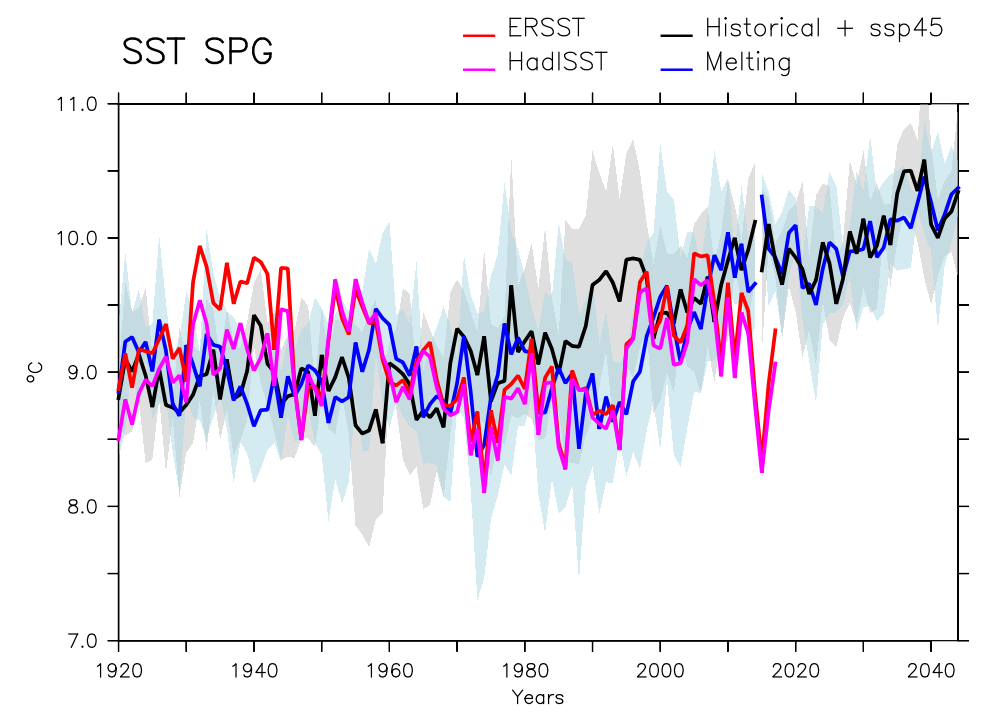 SST SPG
ERSST
HadISST
Historical + ssp45
Melting
°C
11.0
10.0
9.0
8.0
7.0
1920 1940 1960 1980 2000 2020 2040
Years